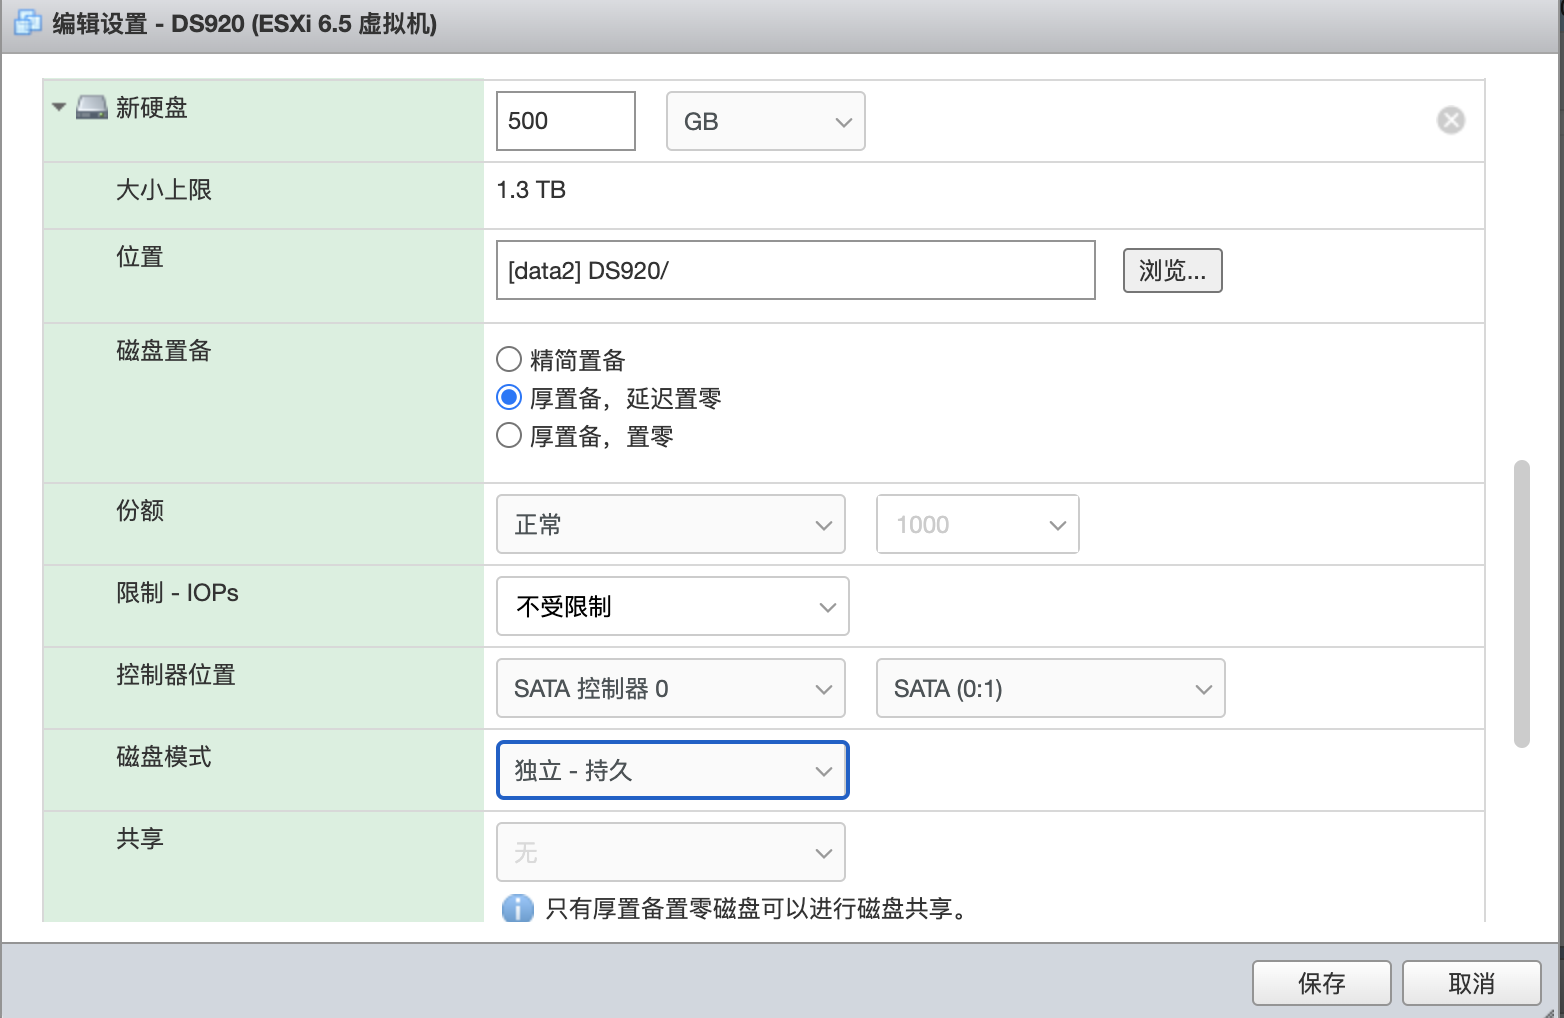 编辑设置 - DS920 (ESXi 6.5 虚拟机)
新硬盘 500 GB
大小上限 1.3 TB
位置 [data2] DS920/ 浏览...
磁盘置备
精简置备
厚置备，延迟置零
厚置备，置零
份额 正常 1000
限制 - IOPs 不受限制
控制器位置 SATA 控制器 0 SATA (0:1)
磁盘模式 独立 - 持久
共享 无
只有厚置备置零磁盘可以进行磁盘共享。
保存 取消